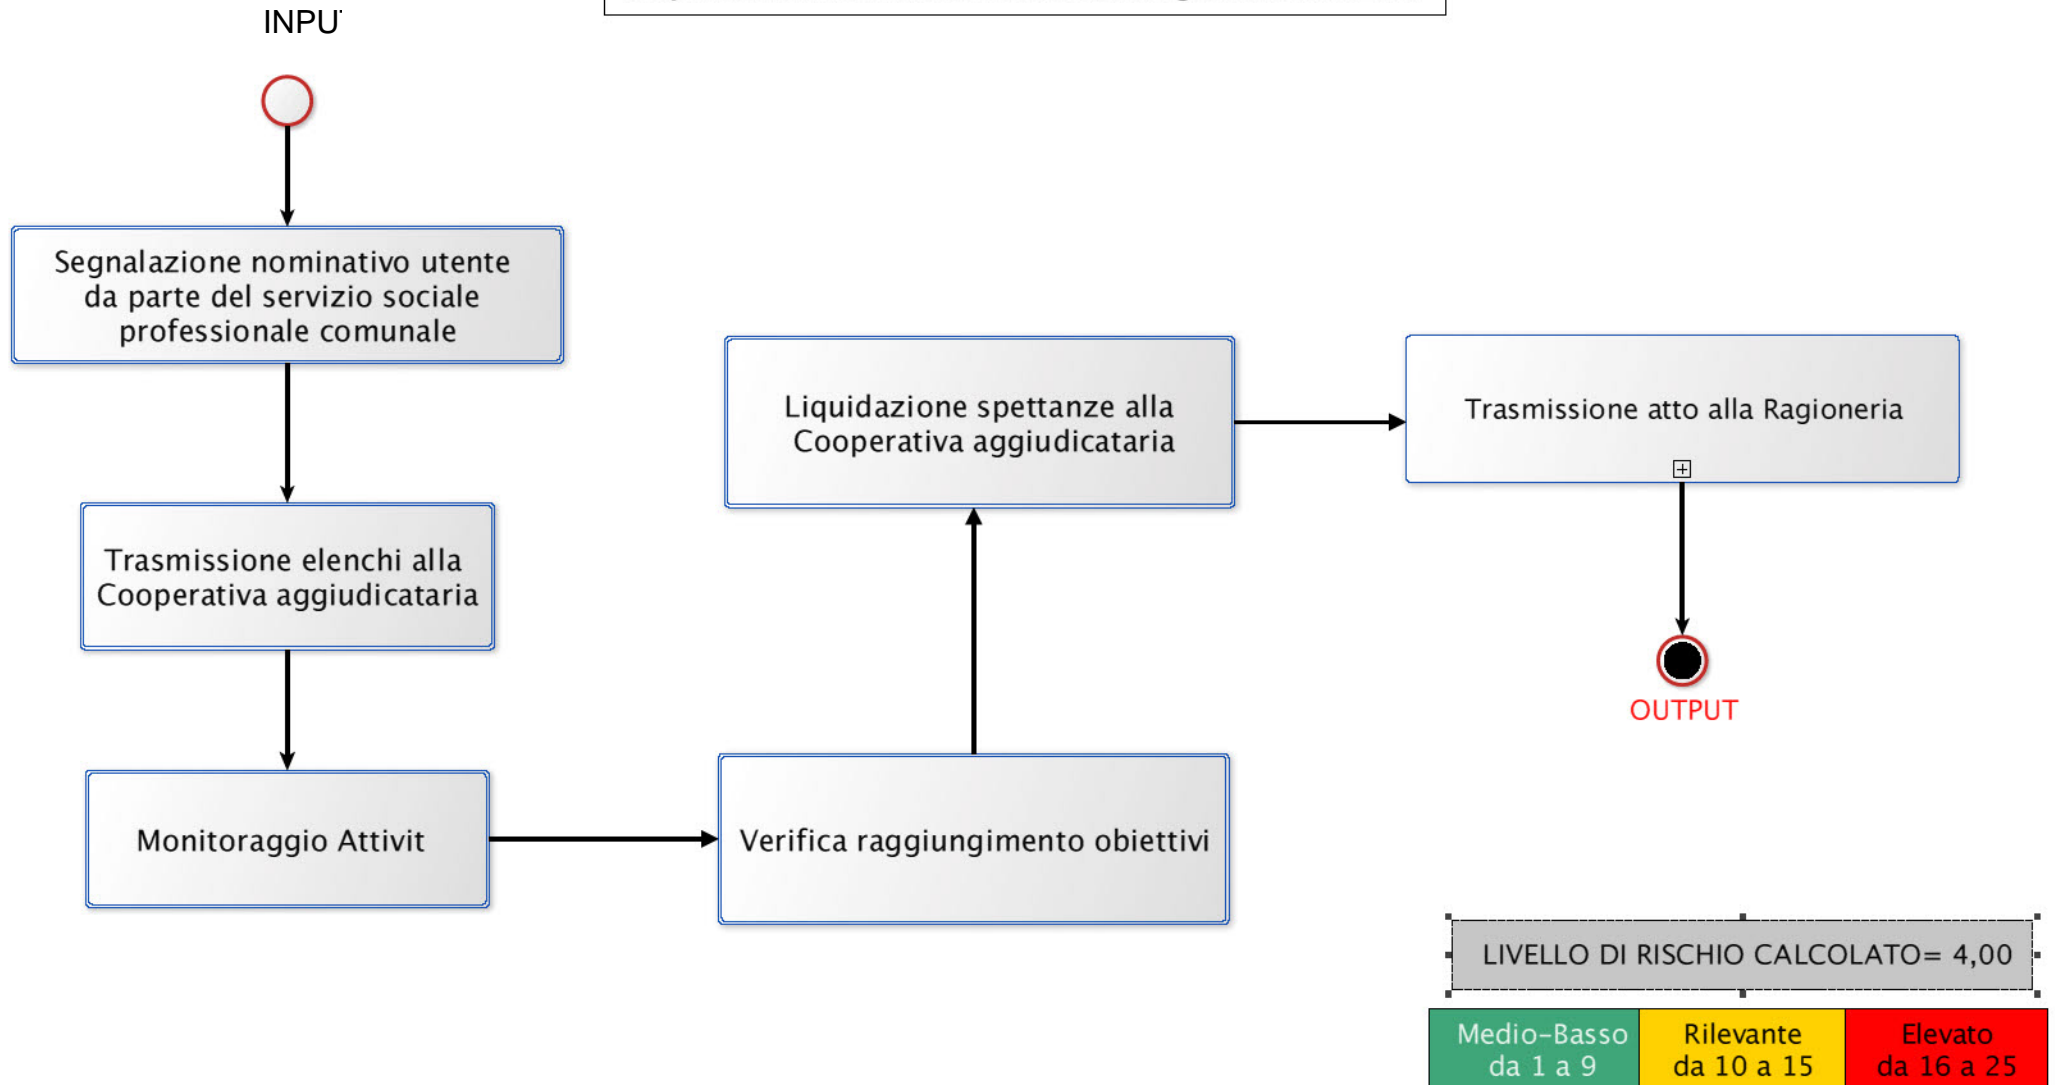 INPU
Segnalazione nominativo utente
da parte del servizio sociale
professionale comunale
Trasmissione elenchi alla
Cooperativa aggiudicataria
Monitoraggio Attivit
Verifica raggiungimento obiettivi
Liquidazione spettanze alla
Cooperativa aggiudicataria
Trasmissione atto alla Ragioneria
OUTPUT
LIVELLO DI RISCHIO CALCOLATO= 4,00
Medio-Basso
da 1 a 9
Rilevante
da 10 a 15
Elevato
da 16 a 25